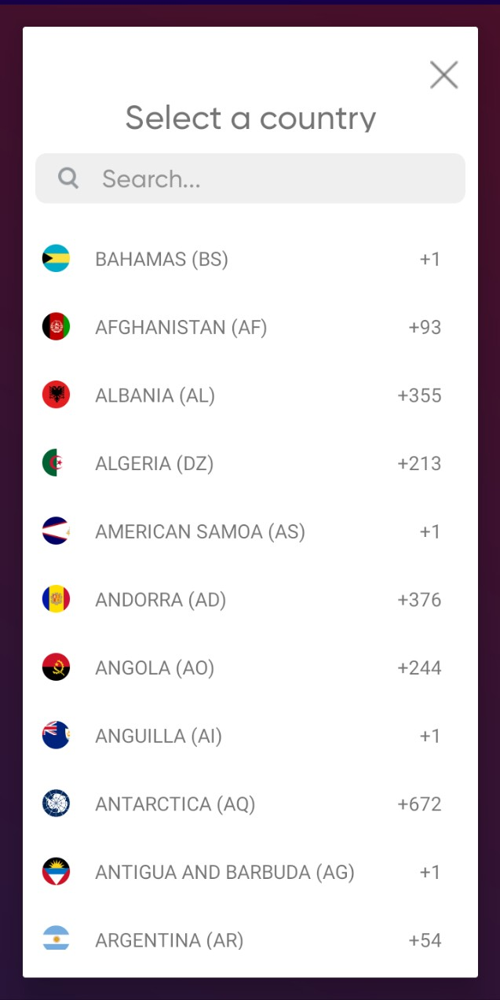 Select a country
Search...
BAHAMAS (BS) +1
AFGHANISTAN (AF) +93
ALBANIA (AL) +355
ALGERIA (DZ) +213
AMERICAN SAMOA (AS) +1
ANDORRA (AD) +376
ANGOLA (AO) +244
ANGUILLA (AI) +1
ANTARCTICA (AQ) +672
ANTIGUA AND BARBUDA (AG) +1
ARGENTINA (AR) +54